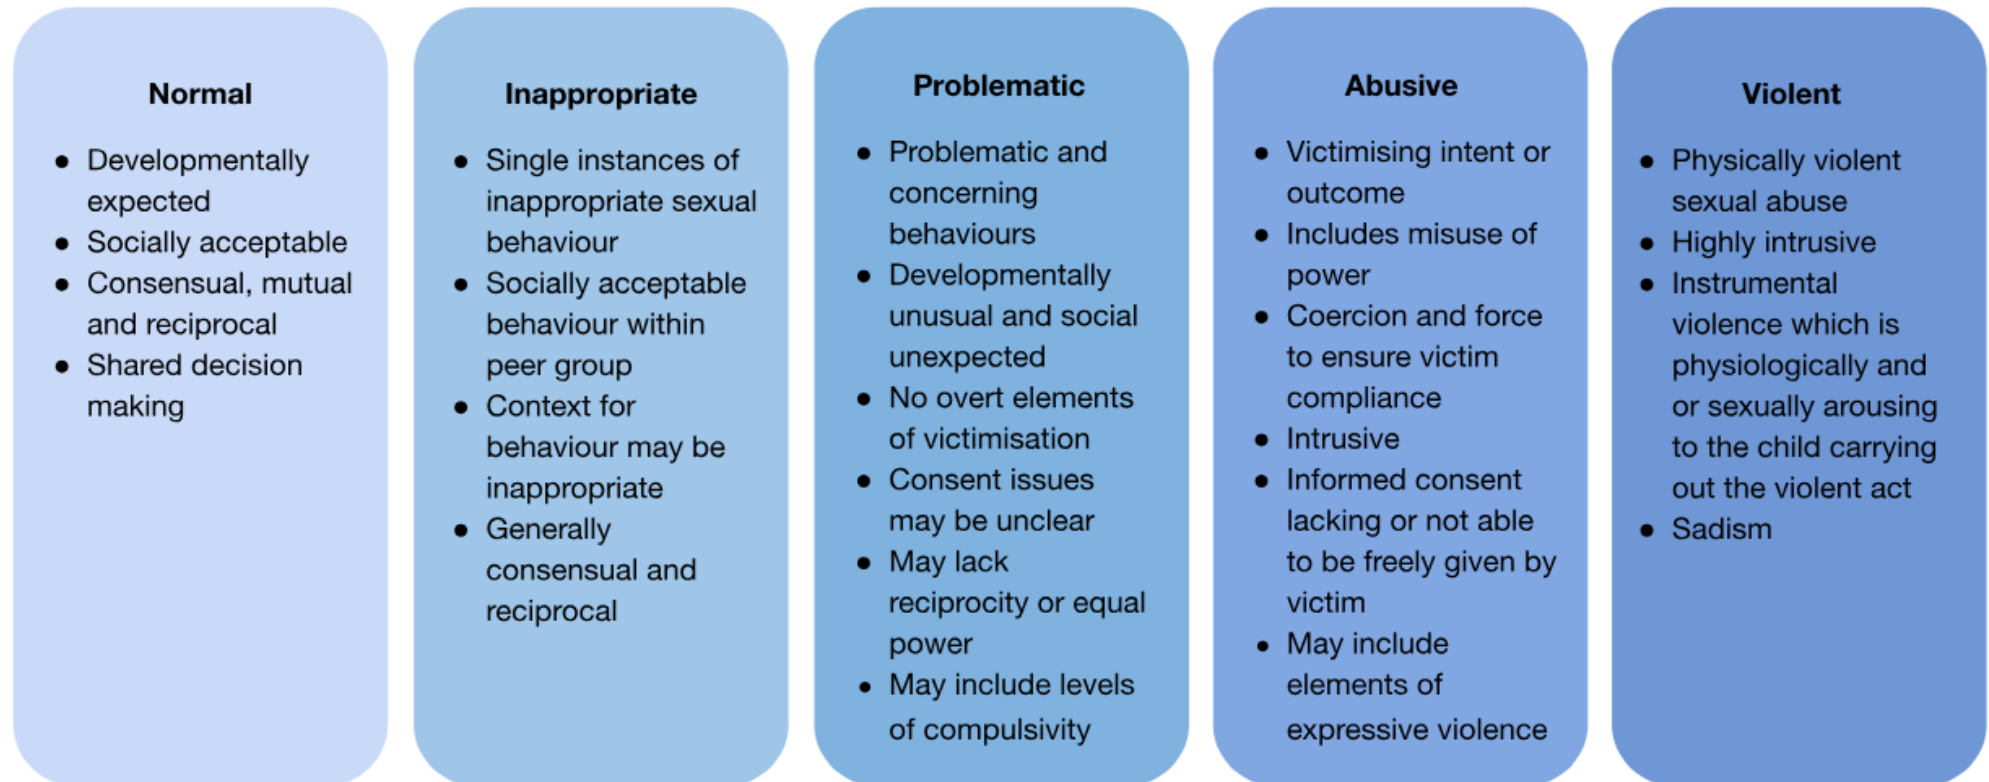 Normal
● Developmentally
expected
● Socially acceptable
● Consensual, mutual
and reciprocal
● Shared decision
making
Inappropriate
● Single instances of
inappropriate sexual
behaviour
● Socially acceptable
behaviour within
peer group
● Context for
behaviour may be
inappropriate
● Generally
consensual and
reciprocal
Problematic
● Problematic and
concerning
behaviours
● Developmentally
unusual and social
unexpected
● No overt elements
of victimisation
● Consent issues
may be unclear
● May lack
reciprocity or equal
power
● May include levels
of compulsivity
Abusive
● Victimising intent or
outcome
● Includes misuse of
power
● Coercion and force
to ensure victim
compliance
● Intrusive
● Informed consent
lacking or not able
to be freely given by
victim
● May include
elements of
expressive violence
Violent
● Physically violent
sexual abuse
● Highly intrusive
● Instrumental
violence which is
physiologically and
or sexually arousing
to the child carrying
out the violent act
● Sadism